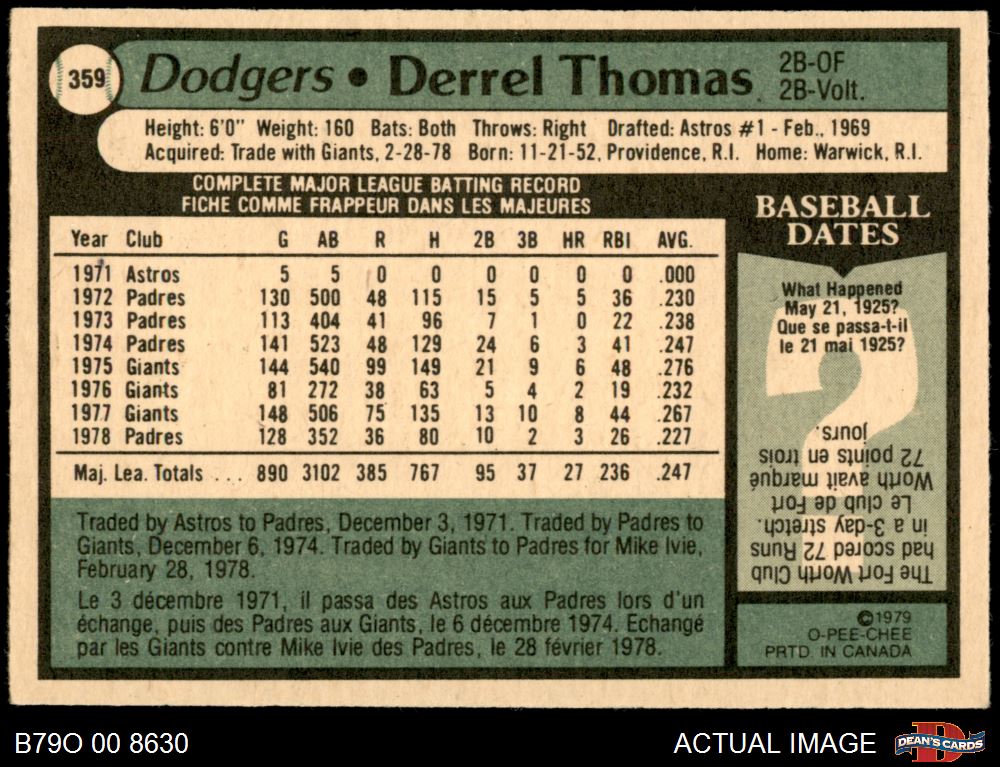 359
Dodgers • Derrel Thomas
2B-OF
2B-Volt.
Height: 6'0" Weight: 160 Bats: Both Throws: Right Drafted: Astros #1 - Feb., 1969
Acquired: Trade with Giants, 2-28-78 Born: 11-21-52, Providence, R.I. Home: Warwick, R.I.
COMPLETE MAJOR LEAGUE BATTING RECORD
FICHE COMME FRAPPEUR DANS LES MAJEURES
Year Club G AB R H 2B 3B HR RBI AVG.
1971 Astros 5 5 0 0 0 0 0 0 .000
1972 Padres 130 500 48 115 15 5 5 36 .230
1973 Padres 113 404 41 96 7 1 0 22 .238
1974 Padres 141 523 48 129 24 6 3 41 .247
1975 Giants 144 540 99 149 21 9 6 48 .276
1976 Giants 81 272 38 63 5 4 2 19 .232
1977 Giants 148 506 75 135 13 10 8 44 .267
1978 Padres 128 352 36 80 10 2 3 26 .227
Maj. Lea. Totals ... 890 3102 385 767 95 37 27 236 .247
Traded by Astros to Padres, December 3, 1971. Traded by Padres to
Giants, December 6, 1974. Traded by Giants to Padres for Mike Ivie,
February 28, 1978.
Le 3 décembre 1971, il passa des Astros aux Padres lors d'un
échange, puis des Padres aux Giants, le 6 décembre 1974. Echangé
par les Giants contre Mike Ivie des Padres, le 28 février 1978.
BASEBALL
DATES
What Happened
May 21, 1925?
Que se passa-t-il
le 21 mai 1925?
The Fort Worth Club
had scored 72 Runs
in a 3-day stretch.
Le club de Fort
Worth avait marqué
72 points en trois
jours.
©1979
O-PEE-CHEE
PRTD. IN CANADA
B79O 00 8630
ACTUAL IMAGE
DEAN'S CARDS